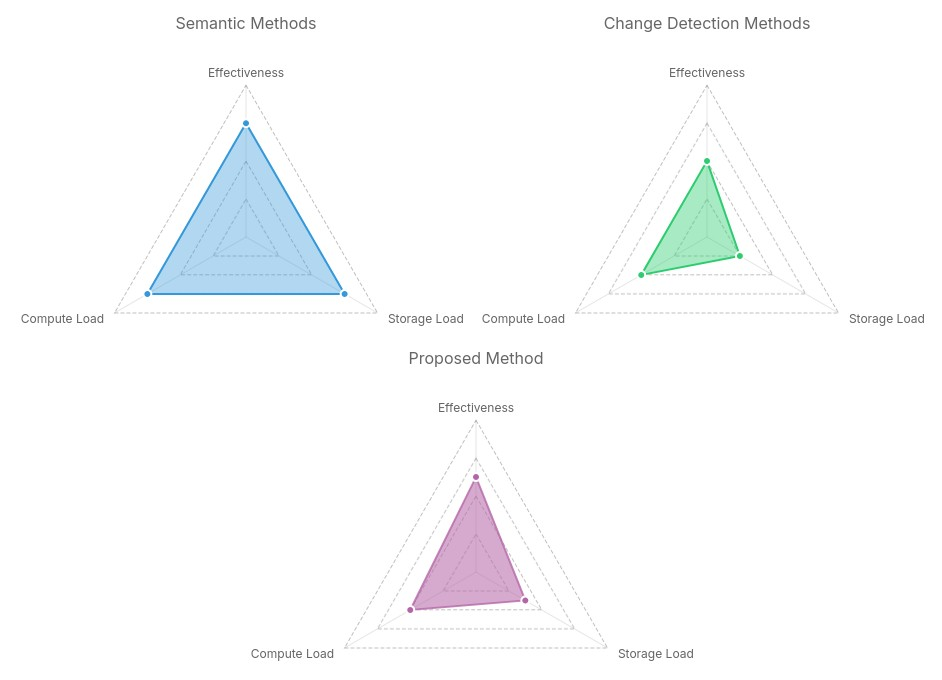 Semantic Methods
Effectiveness
Compute Load
Storage Load
Change Detection Methods
Effectiveness
Compute Load
Storage Load
Proposed Method
Effectiveness
Compute Load
Storage Load